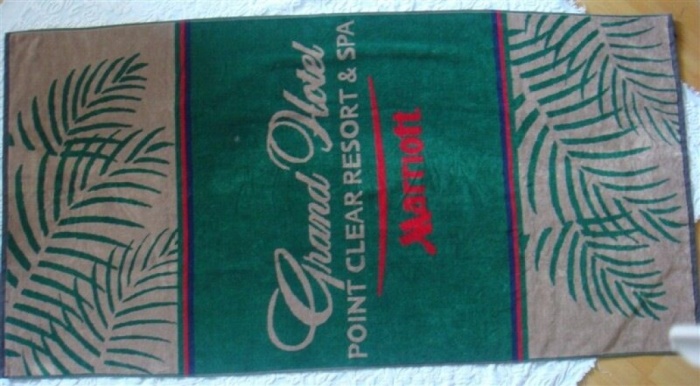 Grand Hotel
POINT CLEAR RESORT & SPA
Marriott